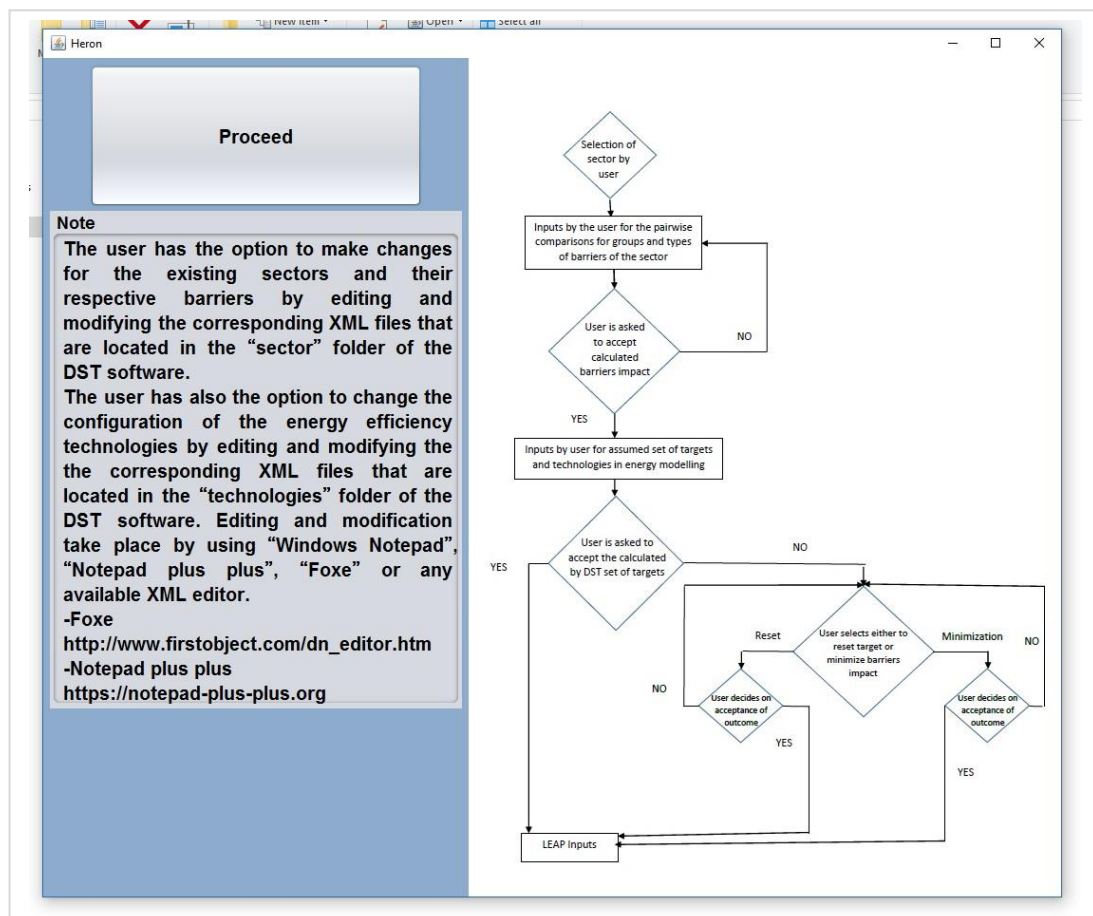 New item
Open
Select all
Heron
Proceed
Note
The user has the option to make changes
for the existing sectors and their
respective barriers by editing and
modifying the corresponding XML files that
are located in the “sector” folder of the
DST software.
The user has also the option to change the
configuration of the energy efficiency
technologies by editing and modifying the
the corresponding XML files that are
located in the “technologies” folder of the
DST software. Editing and modification
take place by using “Windows Notepad”,
“Notepad plus plus”, “Foxe” or any
available XML editor.
-Foxe
http://www.firstobject.com/dn_editor.htm
-Notepad plus plus
https://notepad-plus-plus.org
Selection of
sector by
user
Inputs by the user for the pairwise
comparisons for groups and types
of barriers of the sector
User is asked
to accept
calculated
barriers impact
NO
YES
Inputs by user for assumed set of targets
and technologies in energy modelling
User is asked to
accept the calculated
by DST set of targets
YES
NO
User selects either to
reset target or
minimize barriers
impact
Reset
Minimization
NO
NO
User decides on
acceptance of
outcome
User decides on
acceptance of
outcome
YES
YES
LEAP Inputs